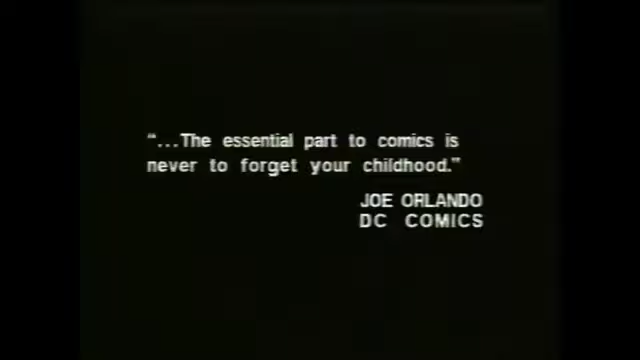 “...The essential part to comics is
never to forget your childhood.”
JOE ORLANDO
DC COMICS